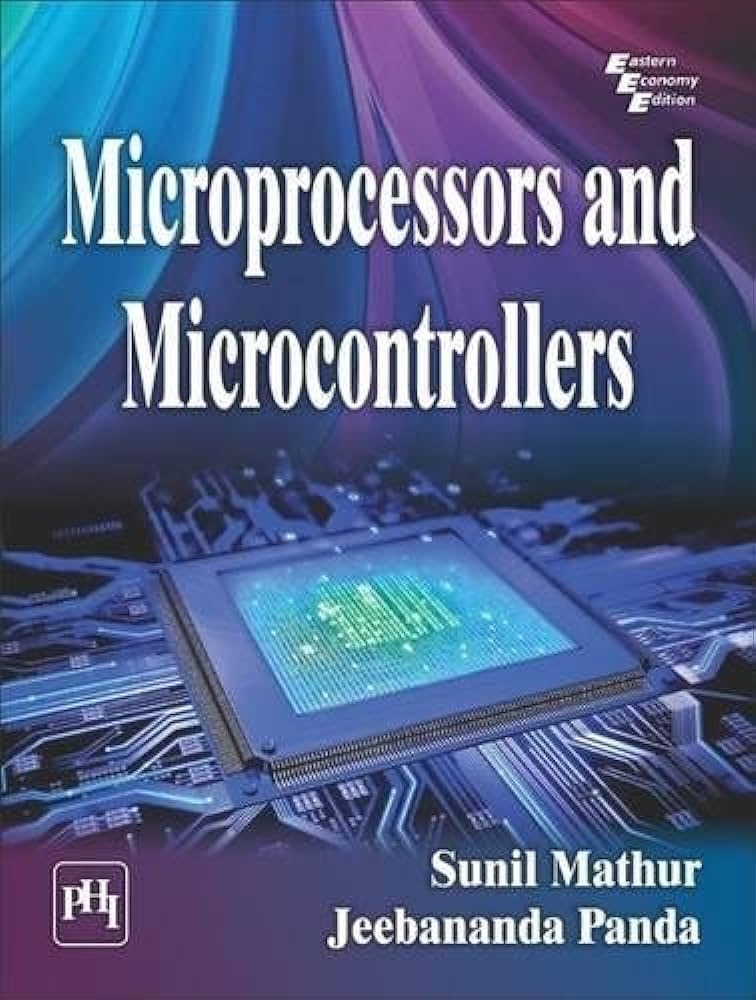 Eastern
Economy
Edition
Microprocessors and
Microcontrollers
Sunil Mathur
Jeebananda Panda
PHI